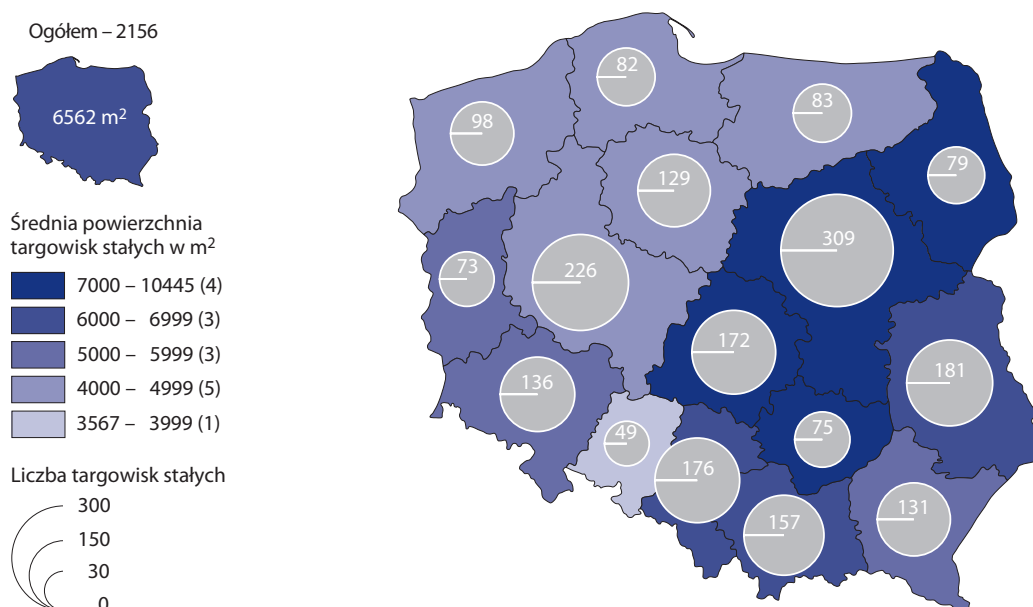 Ogółem – 2156
6562 m²
Średnia powierzchnia
targowisk stałych w m²
7000 – 10445 (4)
6000 – 6999 (3)
5000 – 5999 (3)
4000 – 4999 (5)
3567 – 3999 (1)
Liczba targowisk stałych
300
150
30
0
82
83
98
79
129
309
73
226
172
181
136
49
75
176
131
157